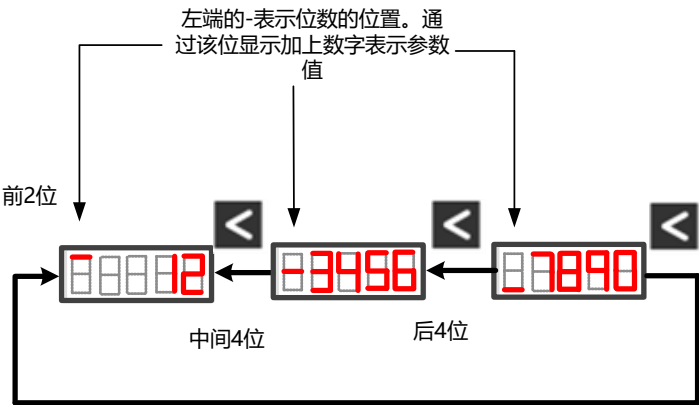 左端的-表示位数的位置。通
过该位显示加上数字表示参数
值
前2位
<
<
<
12
-3456
_7890
中间4位
后4位